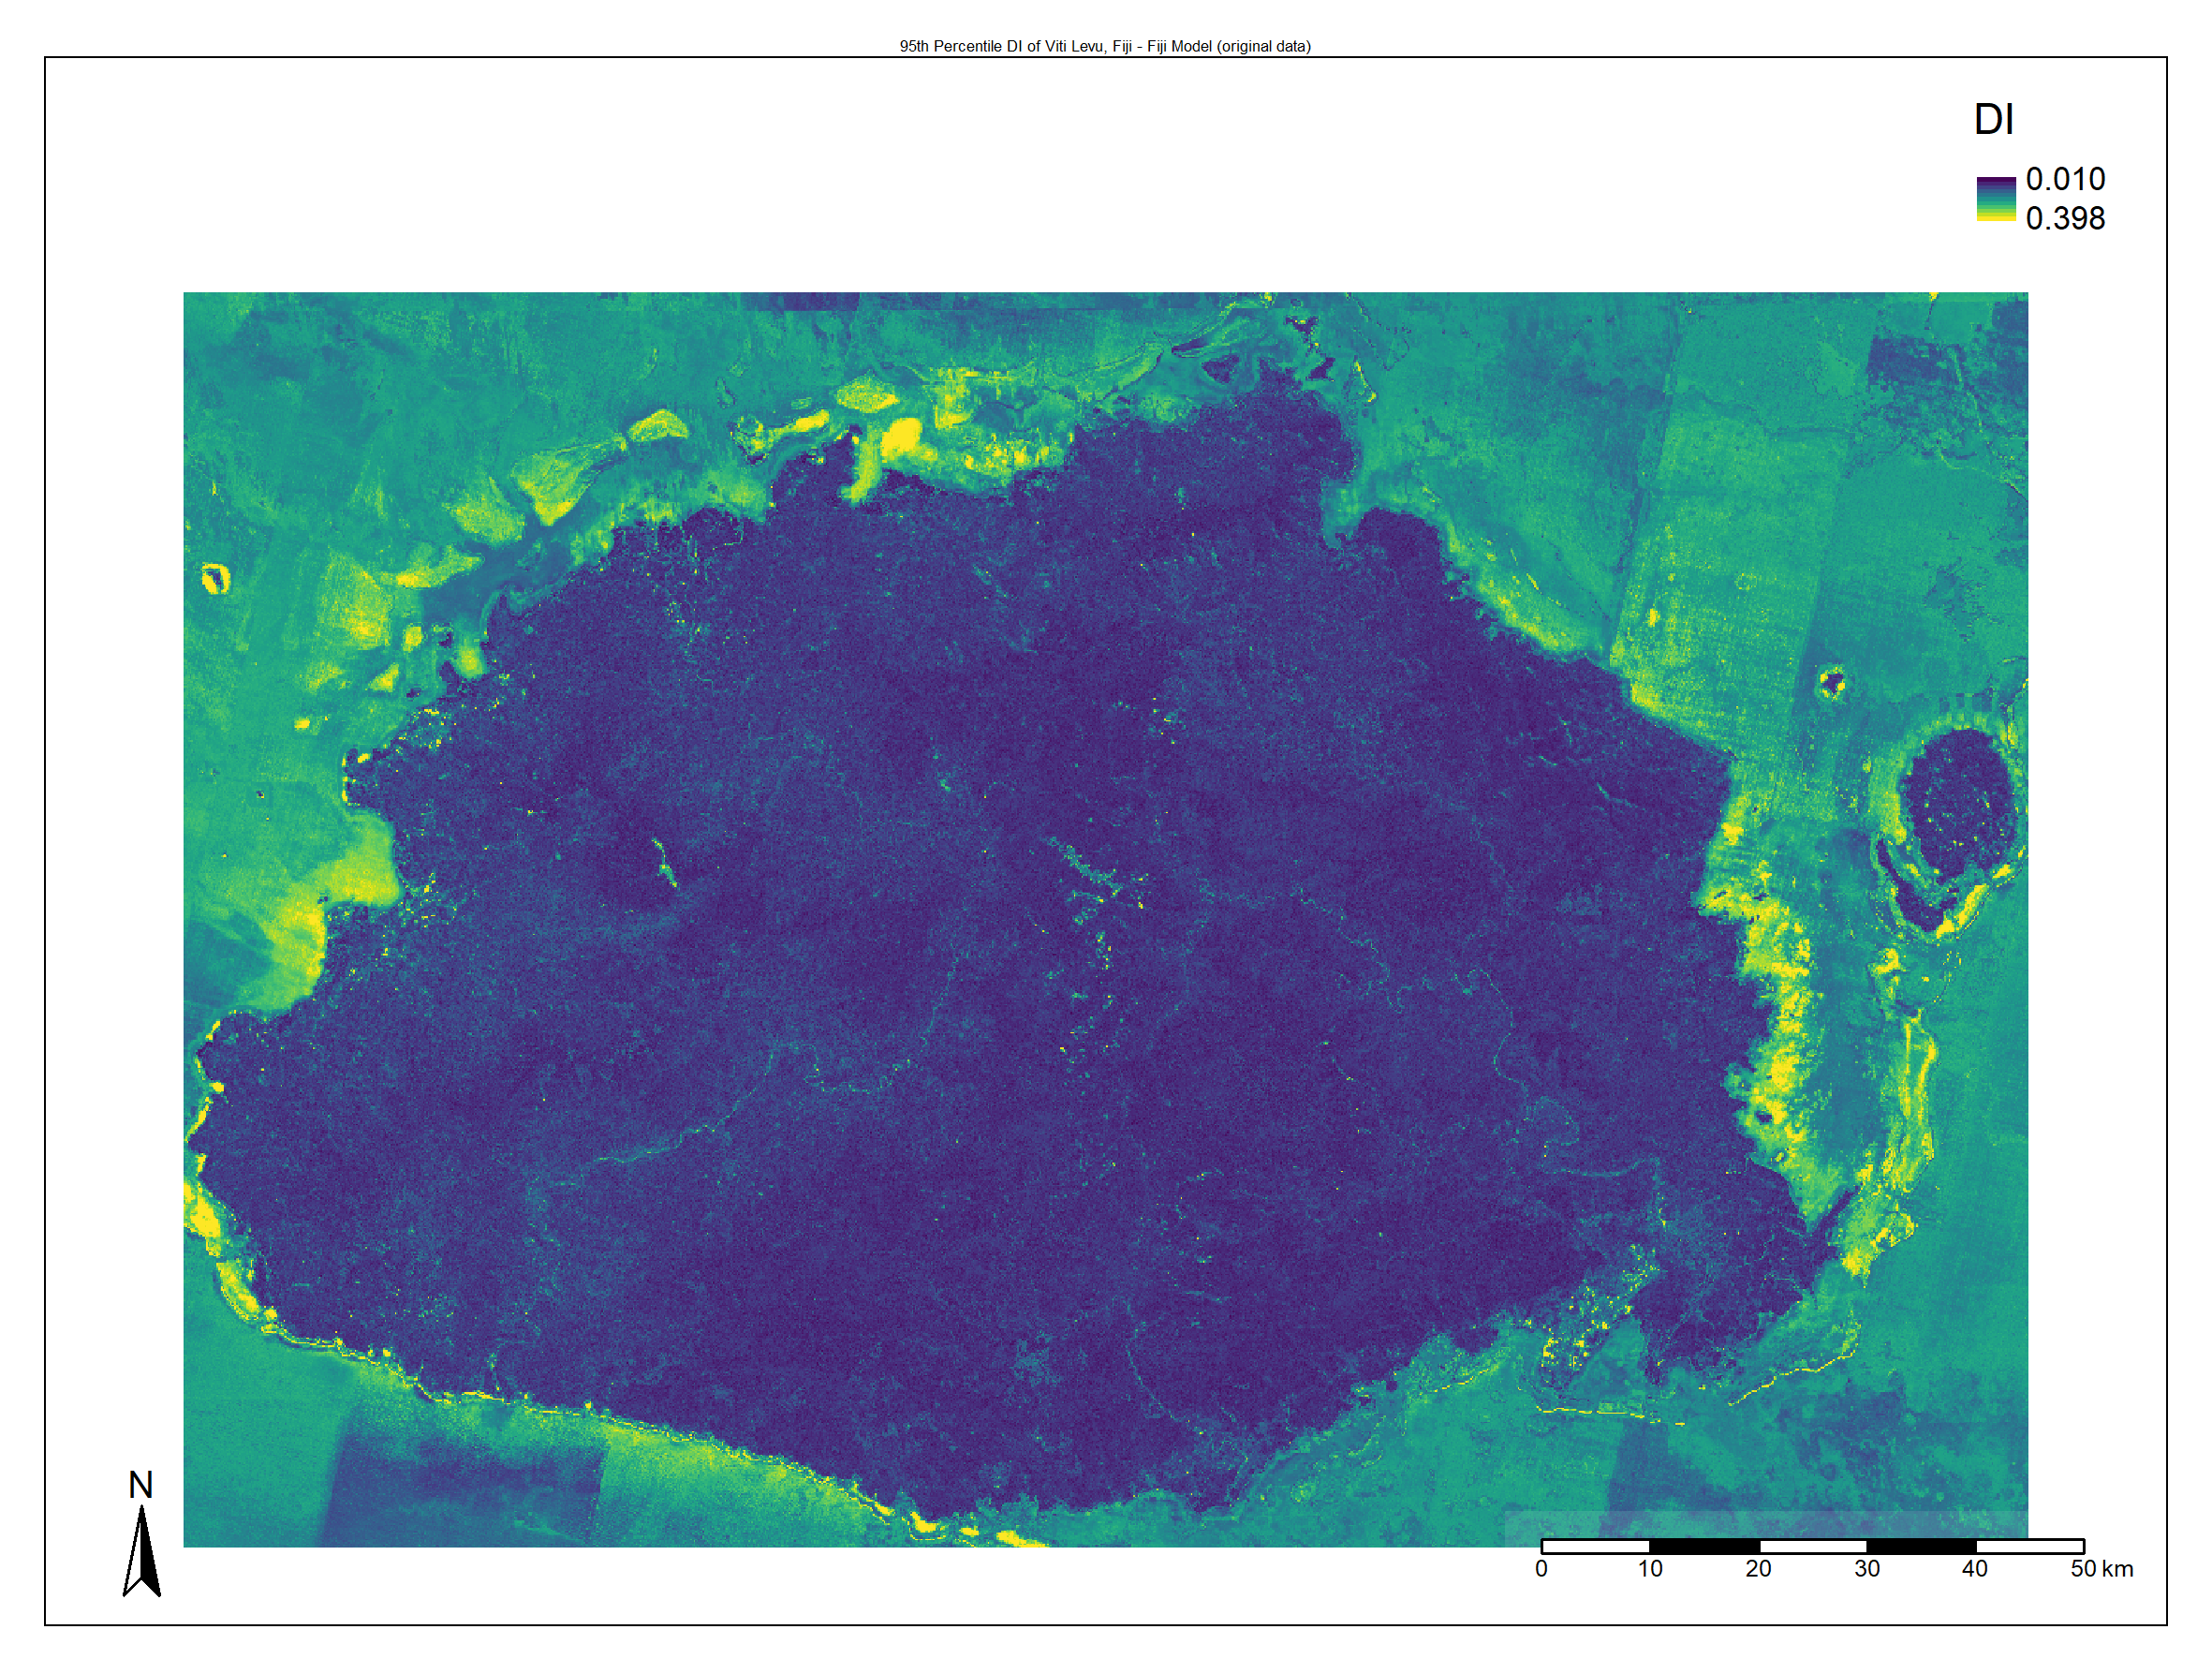 95th Percentile DI of Viti Levu, Fiji - Fiji Model (original data)
DI
0.010
0.398
N
0 10 20 30 40 50 km